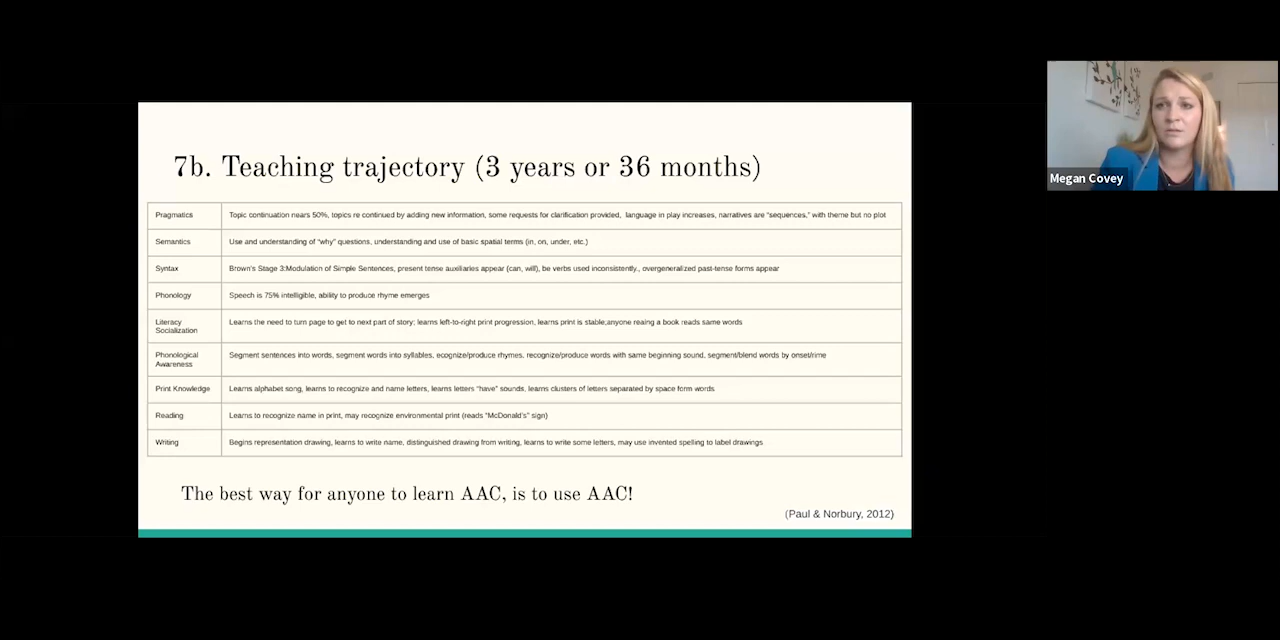 7b. Teaching trajectory (3 years or 36 months)
Pragmatics
Topic continuation nears 50%, topics re continued by adding new information, some requests for clarification provided, language in play increases, narratives are "sequences," with theme but no plot
Semantics
Use and understanding of "why" questions, understanding and use of basic spatial terms (in, on, under, etc.)
Syntax
Brown's Stage 3:Modulation of Simple Sentences, present tense auxiliaries appear (can, will), be verbs used inconsistently., overgeneralized past-tense forms appear
Phonology
Speech is 75% intelligible, ability to produce rhyme emerges
Literacy
Socialization
Learns the need to turn page to get to next part of story; learns left-to-right print progression, learns print is stable;anyone reaing a book reads same words
Phonological
Awareness
Segment sentences into words, segment words into syllables, ecognize/produce rhymes. recognize/produce words with same beginning sound, segment/blend words by onset/rime
Print Knowledge
Learns alphabet song, learns to recognize and name letters, learns letters "have" sounds, learns clusters of letters separated by space form words
Reading
Learns to recognize name in print, may recognize environmental print (reads "McDonald's" sign)
Writing
Begins representation drawing, learns to write name, distinguished drawing from writing, learns to write some letters, may use invented spelling to label drawings
The best way for anyone to learn AAC, is to use AAC!
(Paul & Norbury, 2012)
Megan Covey